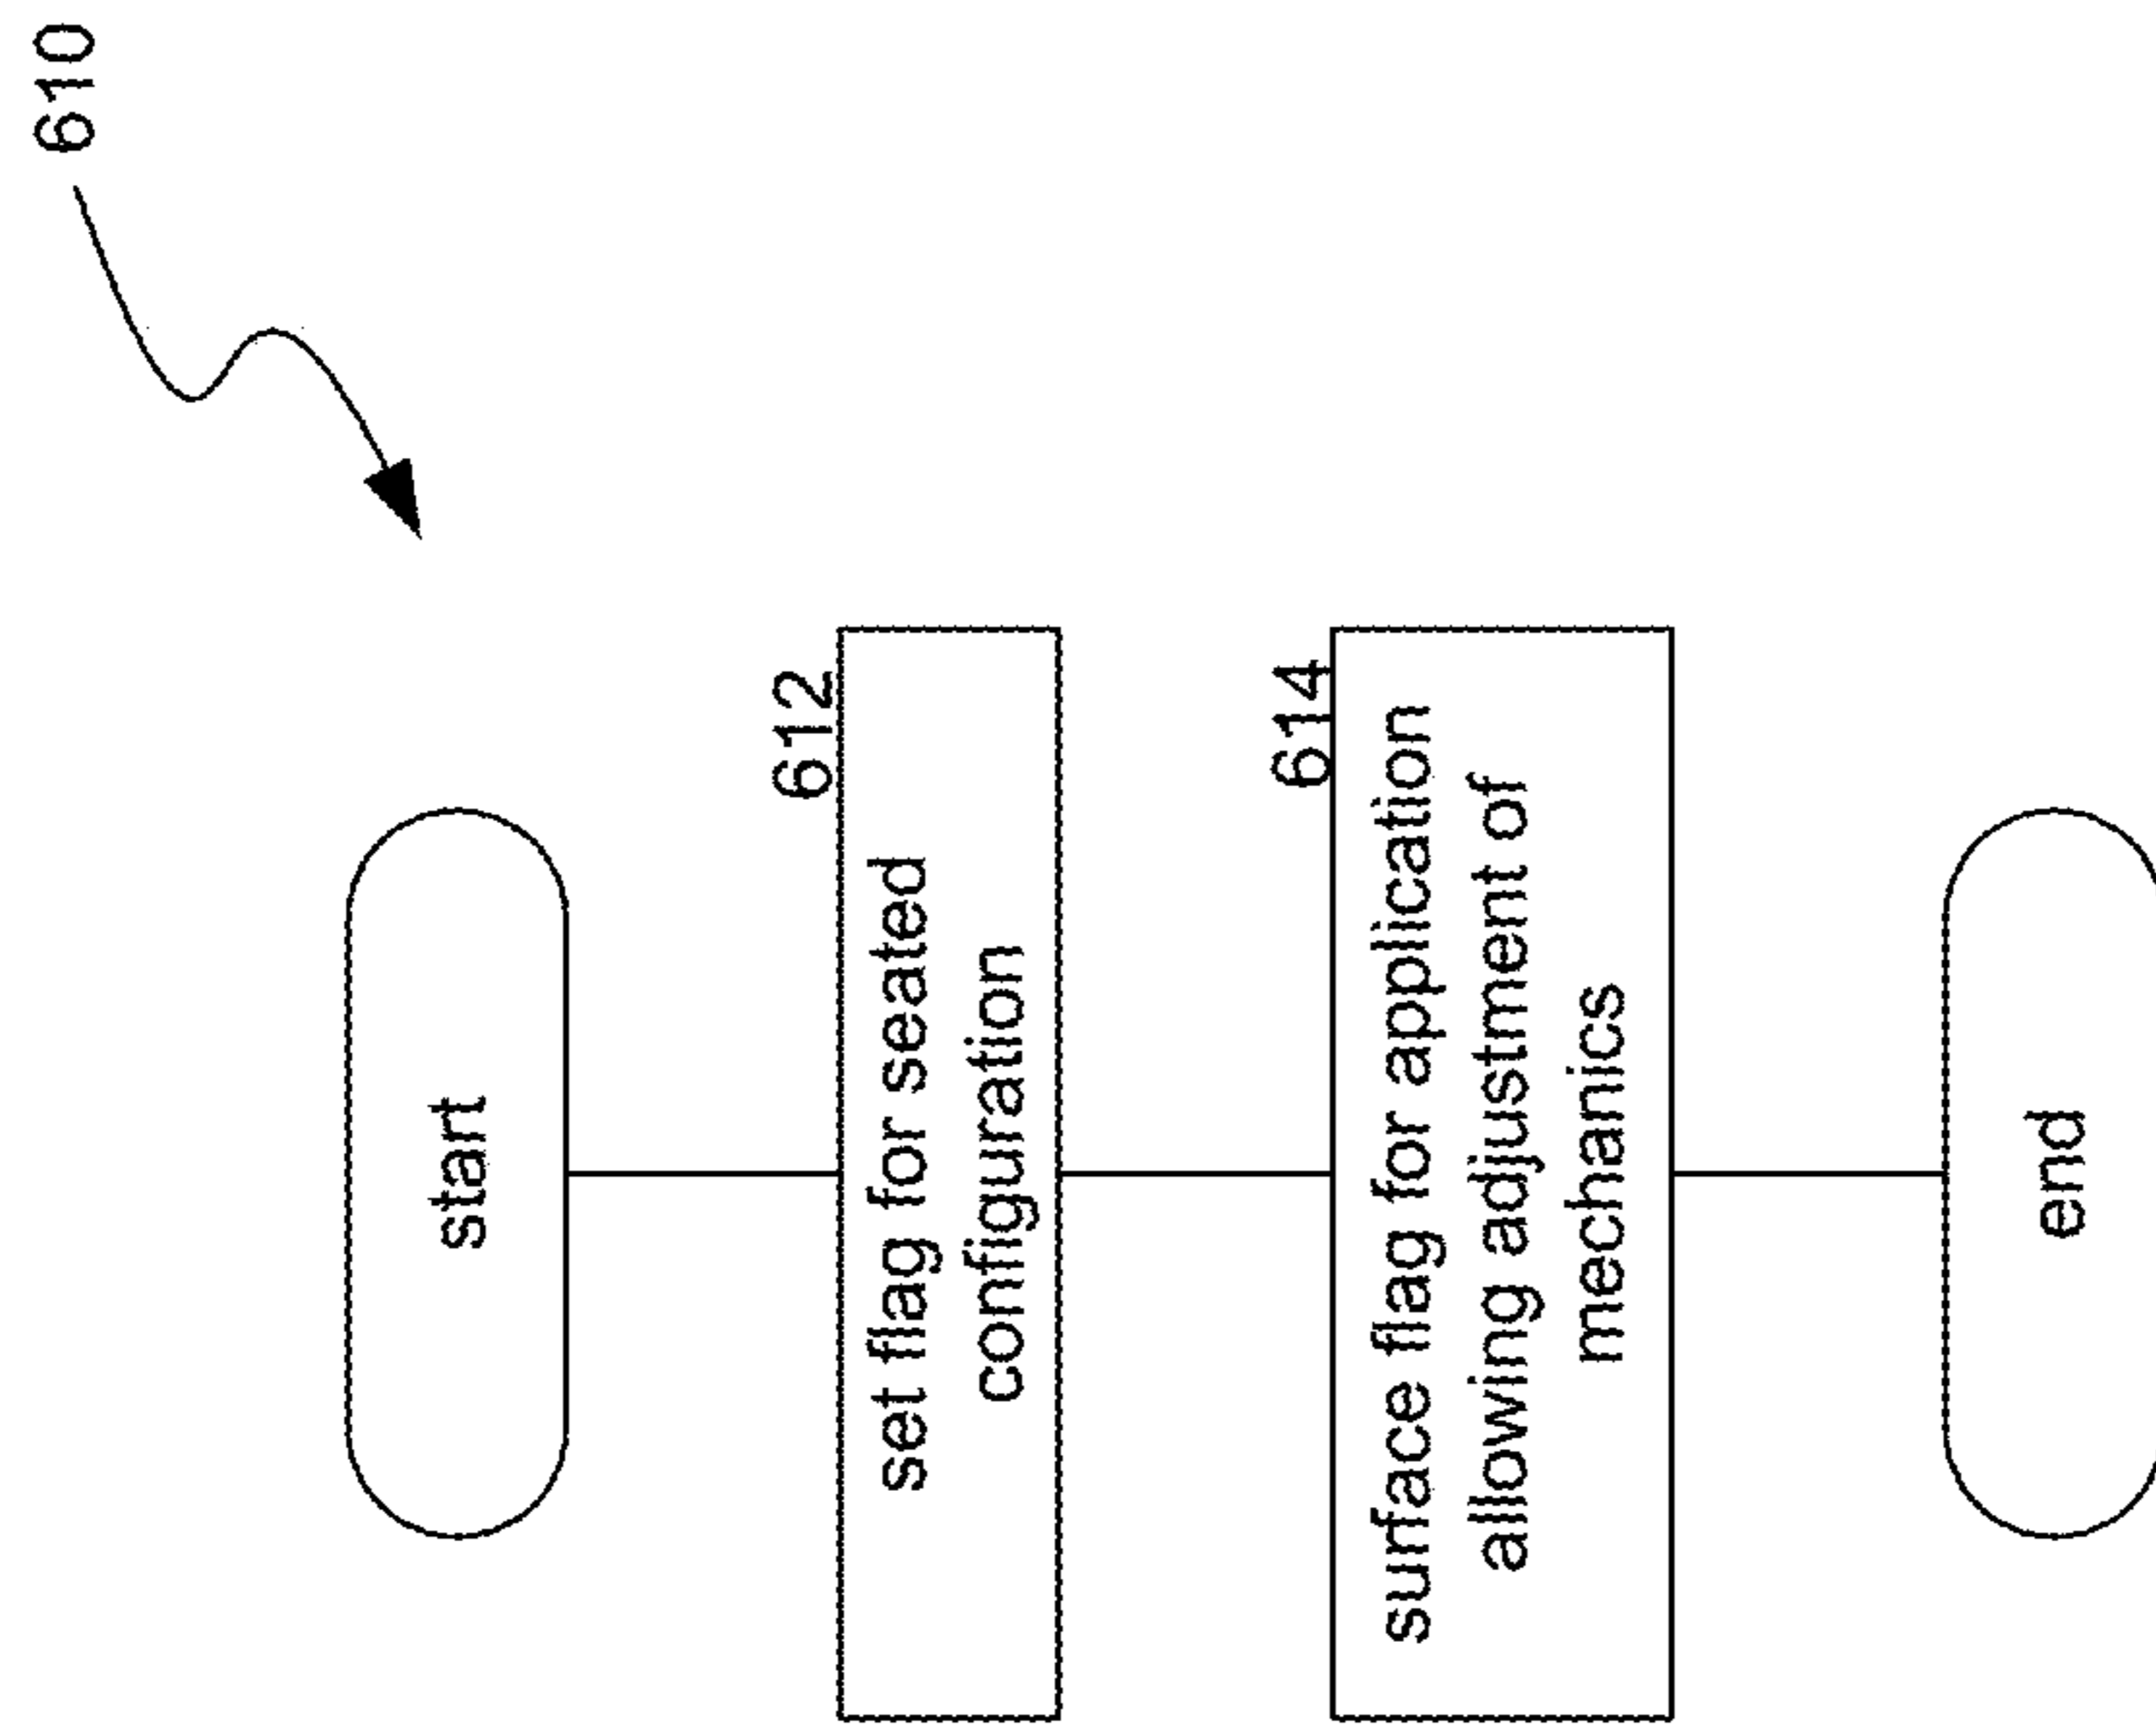 610
start
612
set flag for seated
configuration
614
surface flag for application
allowing adjustment of
mechanics
end